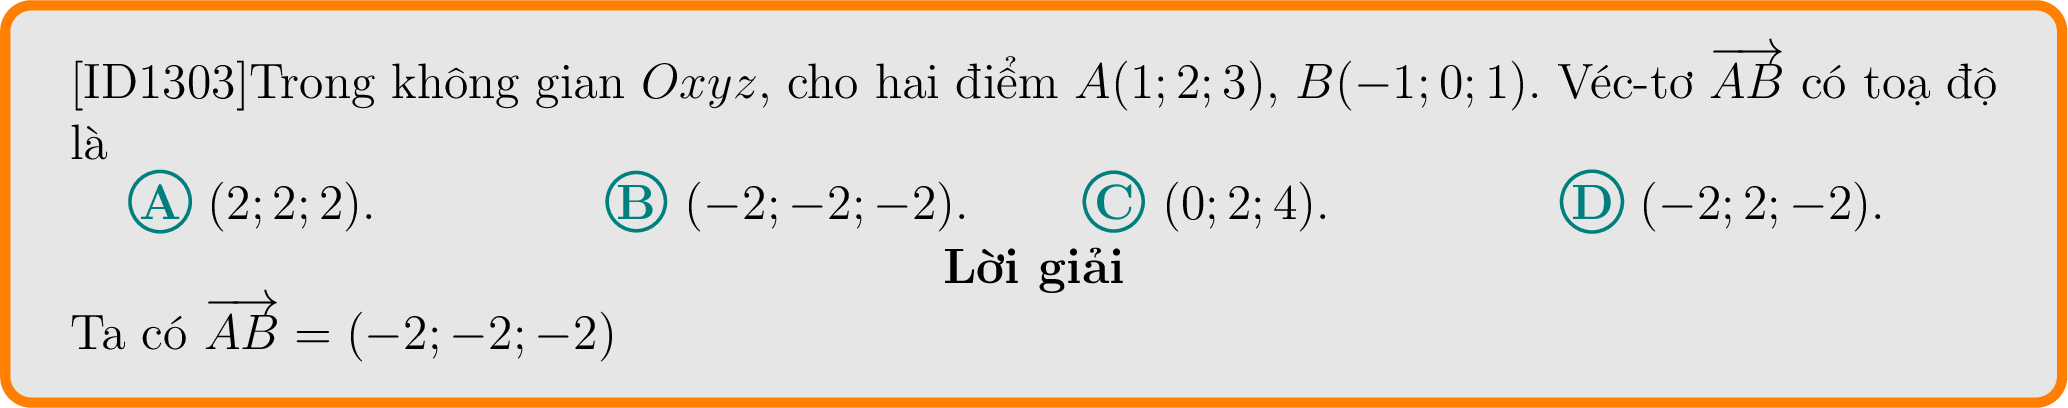 [ID1303]Trong không gian $Oxyz$, cho hai điểm $A(1; 2; 3)$, $B(-1; 0; 1)$. Véc-tơ $\overrightarrow{AB}$ có toạ độ
là
Ⓐ $(2; 2; 2)$. Ⓑ $(-2; -2; -2)$. Ⓒ $(0; 2; 4)$. Ⓓ $(-2; 2; -2)$.
Lời giải
Ta có $\overrightarrow{AB} = (-2; -2; -2)$